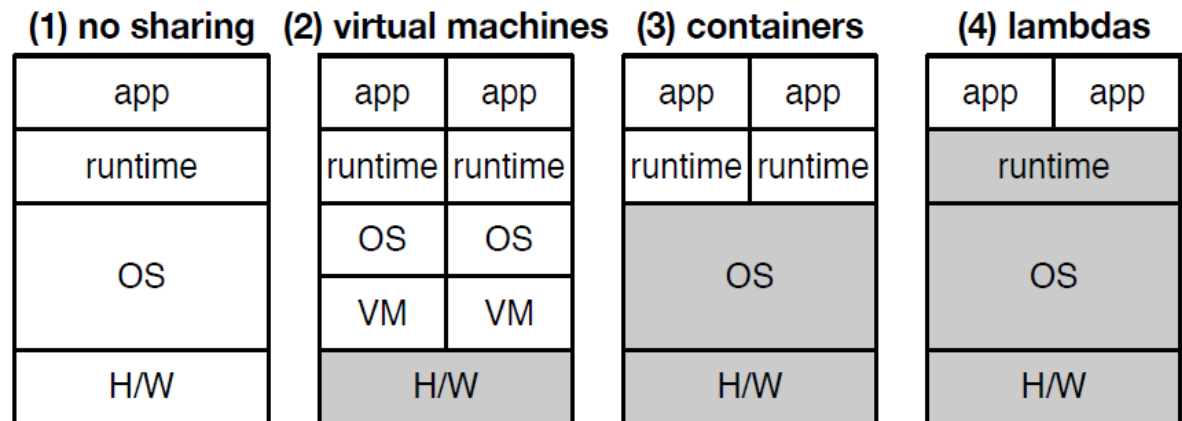 (1) no sharing
app
runtime
OS
H/W
(2) virtual machines
app app
runtime runtime
OS OS
VM VM
H/W
(3) containers
app app
runtime runtime
OS
H/W
(4) lambdas
app app
runtime
OS
H/W